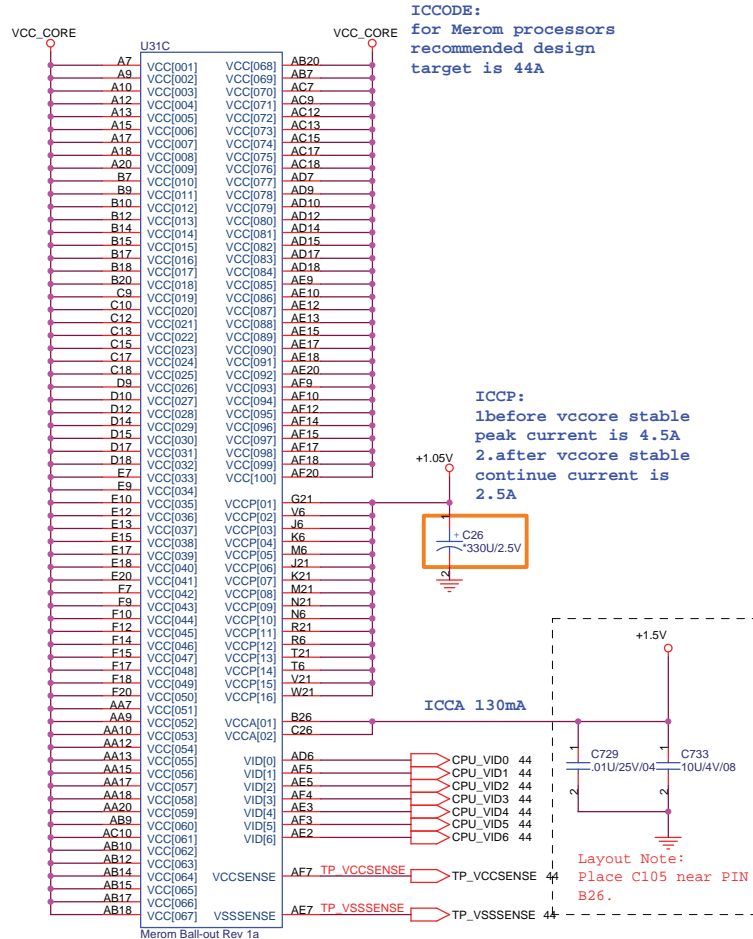 ICCODE:
for Merom processors
recommended design
target is 44A
VCC_CORE
U31C
VCC_CORE
A7 VCC[001] VCC[068] AB20
A9 VCC[002] VCC[069] AB7
A10 VCC[003] VCC[070] AC7
A12 VCC[004] VCC[071] AC9
A13 VCC[005] VCC[072] AC12
A15 VCC[006] VCC[073] AC13
A17 VCC[007] VCC[074] AC15
A18 VCC[008] VCC[075] AC17
A20 VCC[009] VCC[076] AC18
B7 VCC[010] VCC[077] AD7
B9 VCC[011] VCC[078] AD9
B10 VCC[012] VCC[079] AD10
B12 VCC[013] VCC[080] AD12
B14 VCC[014] VCC[081] AD14
B15 VCC[015] VCC[082] AD15
B17 VCC[016] VCC[083] AD17
B18 VCC[017] VCC[084] AD18
B20 VCC[018] VCC[085] AE9
C9 VCC[019] VCC[086] AE10
C10 VCC[020] VCC[087] AE12
C12 VCC[021] VCC[088] AE13
C13 VCC[022] VCC[089] AE15
C15 VCC[023] VCC[090] AE17
C17 VCC[024] VCC[091] AE18
C18 VCC[025] VCC[092] AE20
D9 VCC[026] VCC[093] AF9
D10 VCC[027] VCC[094] AF10
D12 VCC[028] VCC[095] AF12
D14 VCC[029] VCC[096] AF14
D15 VCC[030] VCC[097] AF15
D17 VCC[031] VCC[098] AF17
D18 VCC[032] VCC[099] AF18
E7 VCC[033] VCC[100] AF20
E9 VCC[034]
E10 VCC[035] VCCP[01] G21
E12 VCC[036] VCCP[02] V6
E13 VCC[037] VCCP[03] J6
E15 VCC[038] VCCP[04] K6
E17 VCC[039] VCCP[05] M6
E18 VCC[040] VCCP[06] J21
E20 VCC[041] VCCP[07] K21
F7 VCC[042] VCCP[08] M21
F9 VCC[043] VCCP[09] N21
F10 VCC[044] VCCP[10] N6
F12 VCC[045] VCCP[11] R21
F14 VCC[046] VCCP[12] R6
F15 VCC[047] VCCP[13] T21
F17 VCC[048] VCCP[14] T6
F18 VCC[049] VCCP[15] V21
F20 VCC[050] VCCP[16] W21
AA7 VCC[051]
AA9 VCC[052] VCCA[01] B26
AA10 VCC[053] VCCA[02] C26
AA12 VCC[054]
AA13 VCC[055] VID[0] AD6 CPU_VID0 44
AA15 VCC[056] VID[1] AF5 CPU_VID1 44
AA17 VCC[057] VID[2] AE5 CPU_VID2 44
AA18 VCC[058] VID[3] AF4 CPU_VID3 44
AA20 VCC[059] VID[4] AE3 CPU_VID4 44
AB9 VCC[060] VID[5] AF3 CPU_VID5 44
AC10 VCC[061] VID[6] AE2 CPU_VID6 44
AB10 VCC[062]
AB12 VCC[063]
AB14 VCC[064] VCCSENSE AF7 TP_VCCSENSE TP_VCCSENSE 44
AB15 VCC[065]
AB17 VCC[066]
AB18 VCC[067] VSSSENSE AE7 TP_VSSSENSE TP_VSSSENSE 44
Merom Ball-out Rev 1a
ICCP:
1before vccore stable
peak current is 4.5A
2.after vccore stable
continue current is
2.5A
+1.05V
1
+ C26
*330U/2.5V
2
ICCA 130mA
+1.5V
1 1
C729 C733
.01U/25V/04 10U/4V/08
2 2
Layout Note:
Place C105 near PIN
B26.